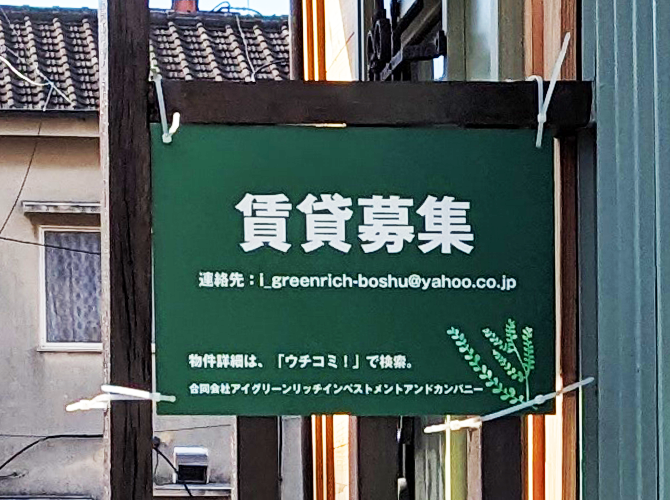 賃貸募集
連絡先：i_greenrich-boshu@yahoo.co.jp
物件詳細は、「ウチコミ！」で検索。
合同会社アイグリーンリッチインベストメントアンドカンパニー